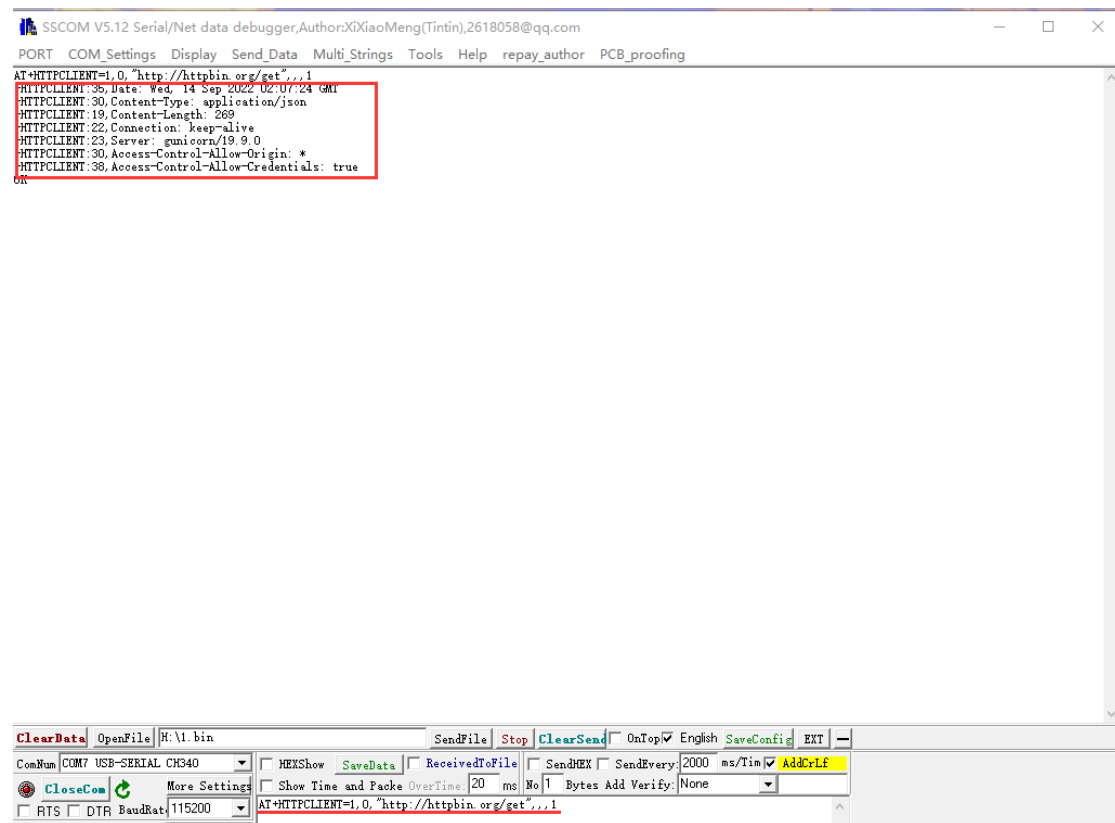 SSCOM V5.12 Serial/Net data debugger,Author:XiXiaoMeng(Tintin),2618058@qq.com
PORT COM_Settings Display Send_Data Multi_Strings Tools Help repay_author PCB_proofing
AT+HTTPCLIENT=1,0,"http://httpbin.org/get",,,1
+HTTPCLIENT:35,Date: Wed, 14 Sep 2022 02:07:24 GMT
+HTTPCLIENT:30,Content-Type: application/json
+HTTPCLIENT:19,Content-Length: 269
+HTTPCLIENT:22,Connection: keep-alive
+HTTPCLIENT:23,Server: gunicorn/19.9.0
+HTTPCLIENT:30,Access-Control-Allow-Origin: *
+HTTPCLIENT:38,Access-Control-Allow-Credentials: true
OK
ClearData OpenFile H:\1.bin SendFile Stop ClearSend OnTop English SaveConfig EXT —
ComNum COM7 USB-SERIAL CH340 HEXShow SaveData ReceivedToFile SendHEX SendEvery: 2000 ms/Tim AddCrLf
CloseCom More Settings Show Time and Packe OverTime: 20 ms No 1 Bytes Add Verify: None
RTS DTR BaudRat 115200 AT+HTTPCLIENT=1,0,"http://httpbin.org/get",,,1